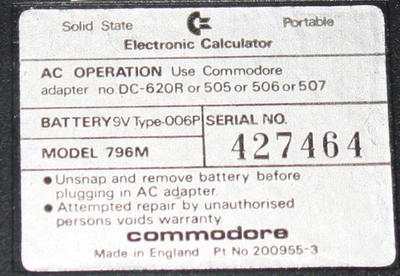 Solid State Portable
Electronic Calculator
AC OPERATION Use Commodore
adapter no. DC-620R or 505 or 506 or 507
BATTERY 9V Type-006P SERIAL NO.
MODEL 796M 427464
• Unsnap and remove battery before
plugging in AC adapter.
• Attempted repair by unauthorised
persons voids warranty.
commodore
Made in England Pt No 200955-3